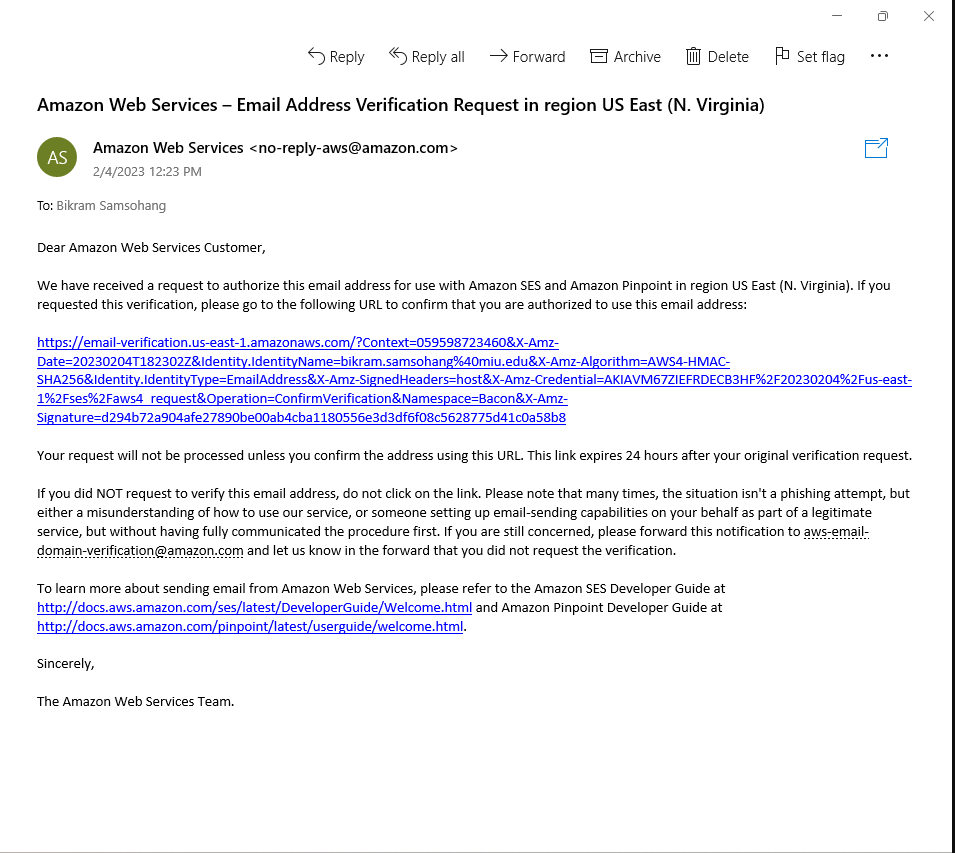 Reply Reply all Forward Archive Delete Set flag
Amazon Web Services – Email Address Verification Request in region US East (N. Virginia)
AS
Amazon Web Services <no-reply-aws@amazon.com>
2/4/2023 12:23 PM
To: Bikram Samsohang
Dear Amazon Web Services Customer,
We have received a request to authorize this email address for use with Amazon SES and Amazon Pinpoint in region US East (N. Virginia). If you
requested this verification, please go to the following URL to confirm that you are authorized to use this email address:
https://email-verification.us-east-1.amazonaws.com/?Context=059598723460&X-Amz-
Date=20230204T182302Z&Identity.IdentityName=bikram.samsohang%40miu.edu&X-Amz-Algorithm=AWS4-HMAC-
SHA256&Identity.IdentityType=EmailAddress&X-Amz-SignedHeaders=host&X-Amz-Credential=AKIAVM67ZIEFRDECB3HF%2F20230204%2Fus-east-
1%2Fses%2Faws4_request&Operation=ConfirmVerification&Namespace=Bacon&X-Amz-
Signature=d294b72a904afe27890be00ab4cba1180556e3d3df6f08c5628775d41c0a58b8
Your request will not be processed unless you confirm the address using this URL. This link expires 24 hours after your original verification request.
If you did NOT request to verify this email address, do not click on the link. Please note that many times, the situation isn't a phishing attempt, but
either a misunderstanding of how to use our service, or someone setting up email-sending capabilities on your behalf as part of a legitimate
service, but without having fully communicated the procedure first. If you are still concerned, please forward this notification to aws-email-
domain-verification@amazon.com and let us know in the forward that you did not request the verification.
To learn more about sending email from Amazon Web Services, please refer to the Amazon SES Developer Guide at
http://docs.aws.amazon.com/ses/latest/DeveloperGuide/Welcome.html and Amazon Pinpoint Developer Guide at
http://docs.aws.amazon.com/pinpoint/latest/userguide/welcome.html.
Sincerely,
The Amazon Web Services Team.